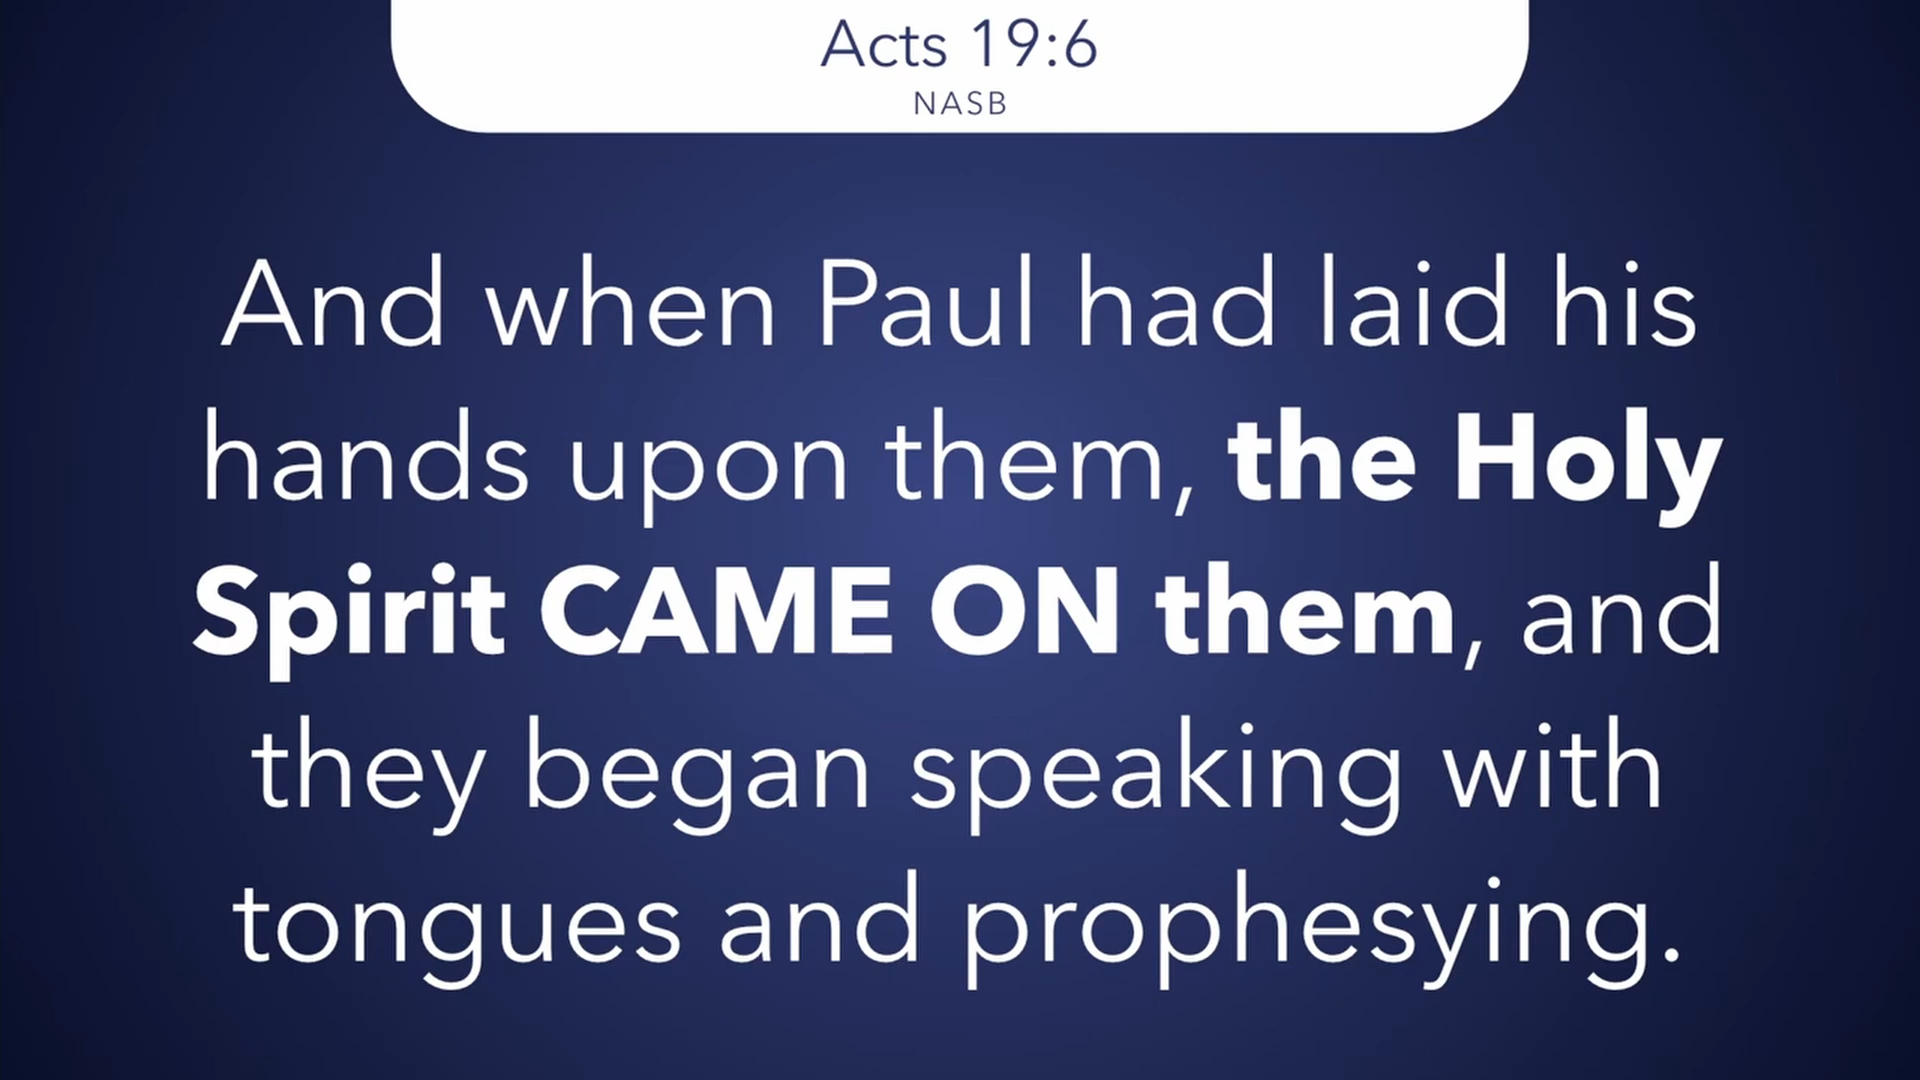 Acts 19:6
NASB
And when Paul had laid his
hands upon them, the Holy
Spirit CAME ON them, and
they began speaking with
tongues and prophesying.